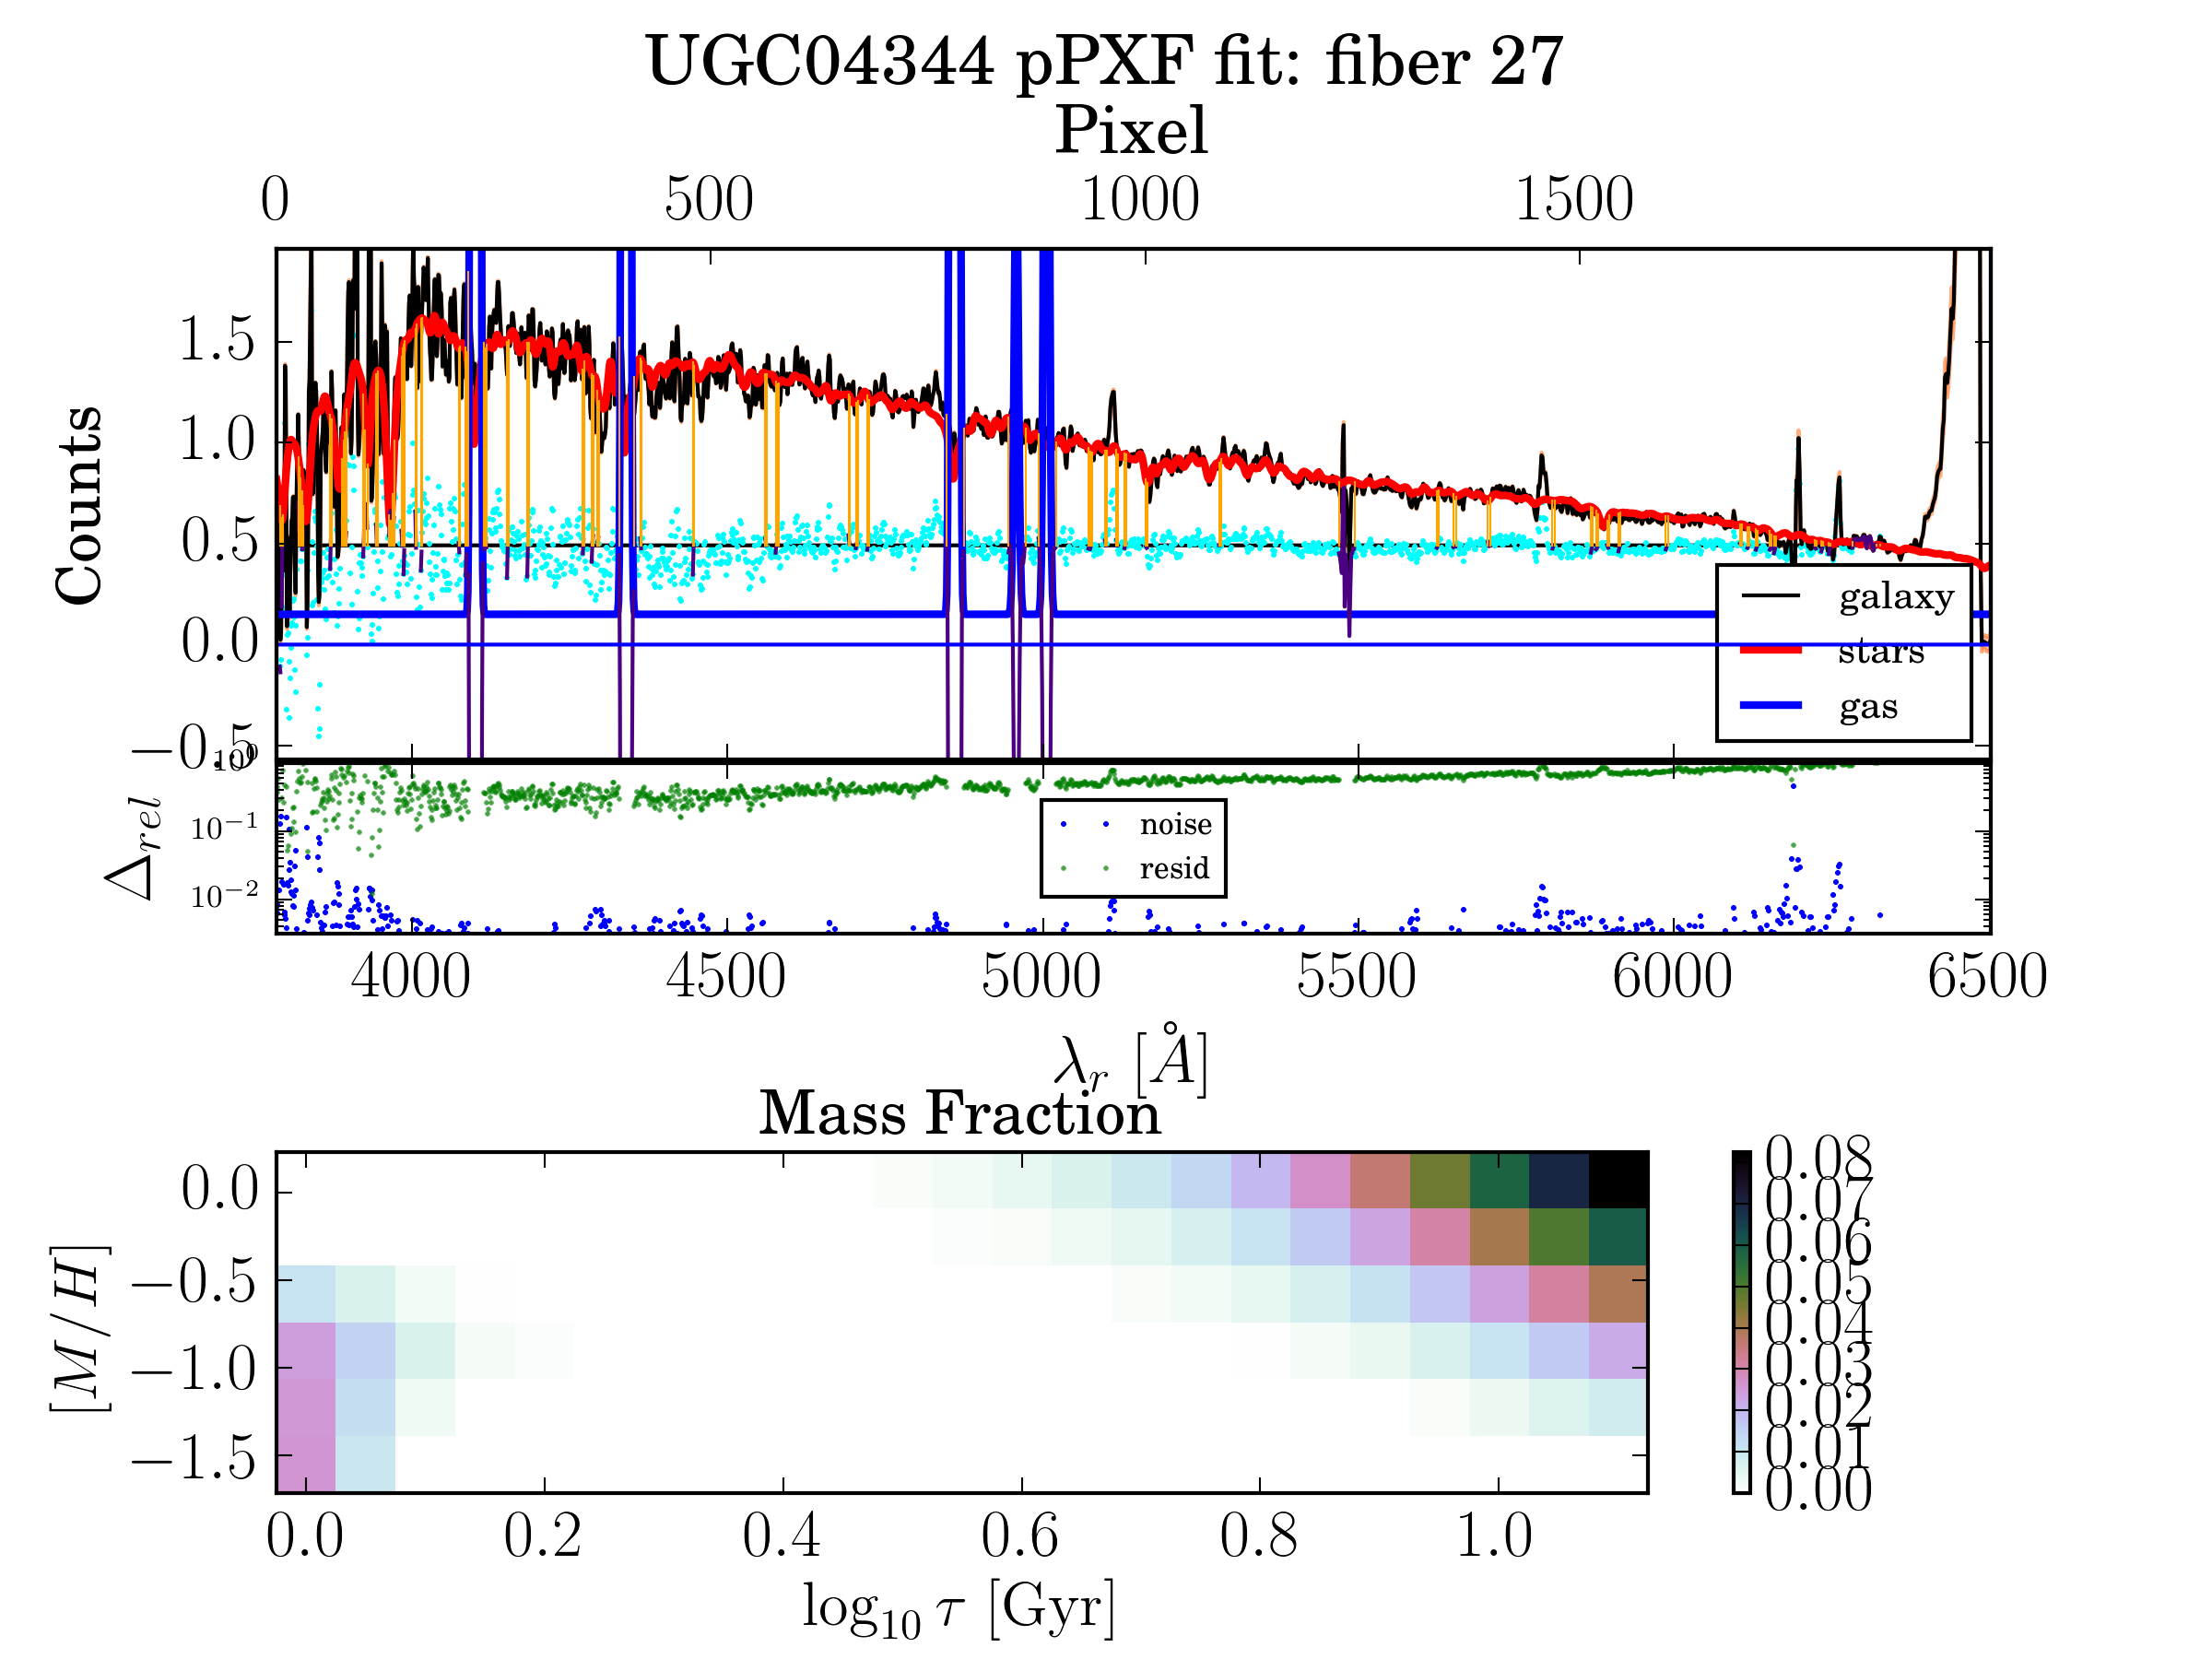 UGC04344 pPXF fit: fiber 27
Pixel
0 500 1000 1500
Counts
1.5
1.0
0.5
0.0
−0.5
galaxy
stars
gas
Δrel
10⁰
10⁻¹
10⁻²
noise
resid
4000 4500 5000 5500 6000 6500
λr [Å]
Mass Fraction
[M/H]
0.0
−0.5
−1.0
−1.5
0.0 0.2 0.4 0.6 0.8 1.0
log₁₀ τ [Gyr]
0.08
0.07
0.06
0.05
0.04
0.03
0.02
0.01
0.00